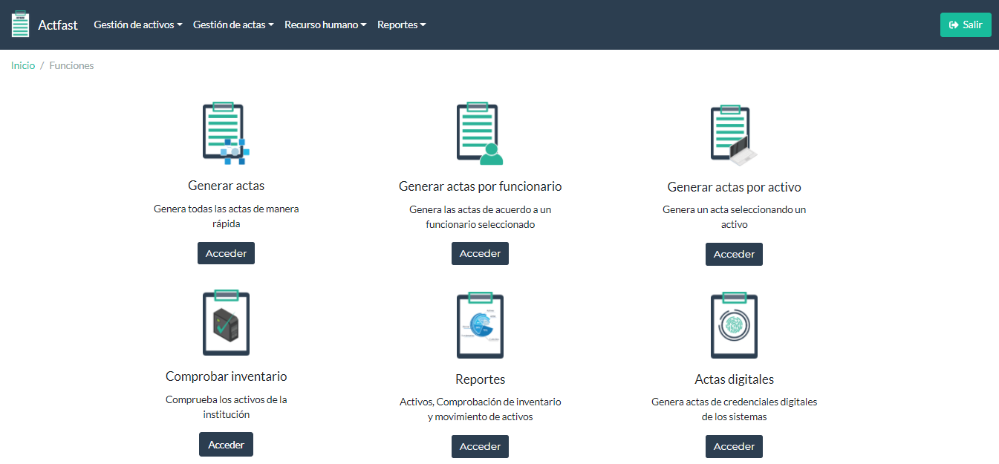 Actfast
Gestión de activos
Gestión de actas
Recurso humano
Reportes
Salir
Inicio / Funciones
Generar actas
Genera todas las actas de manera
rápida
Acceder
Generar actas por funcionario
Genera las actas de acuerdo a un
funcionario seleccionado
Acceder
Generar actas por activo
Genera un acta seleccionando un
activo
Acceder
Comprobar inventario
Comprueba los activos de la
institución
Acceder
Reportes
Activos, Comprobación de inventario
y movimiento de activos
Acceder
Actas digitales
Genera actas de credenciales digitales
de los sistemas
Acceder